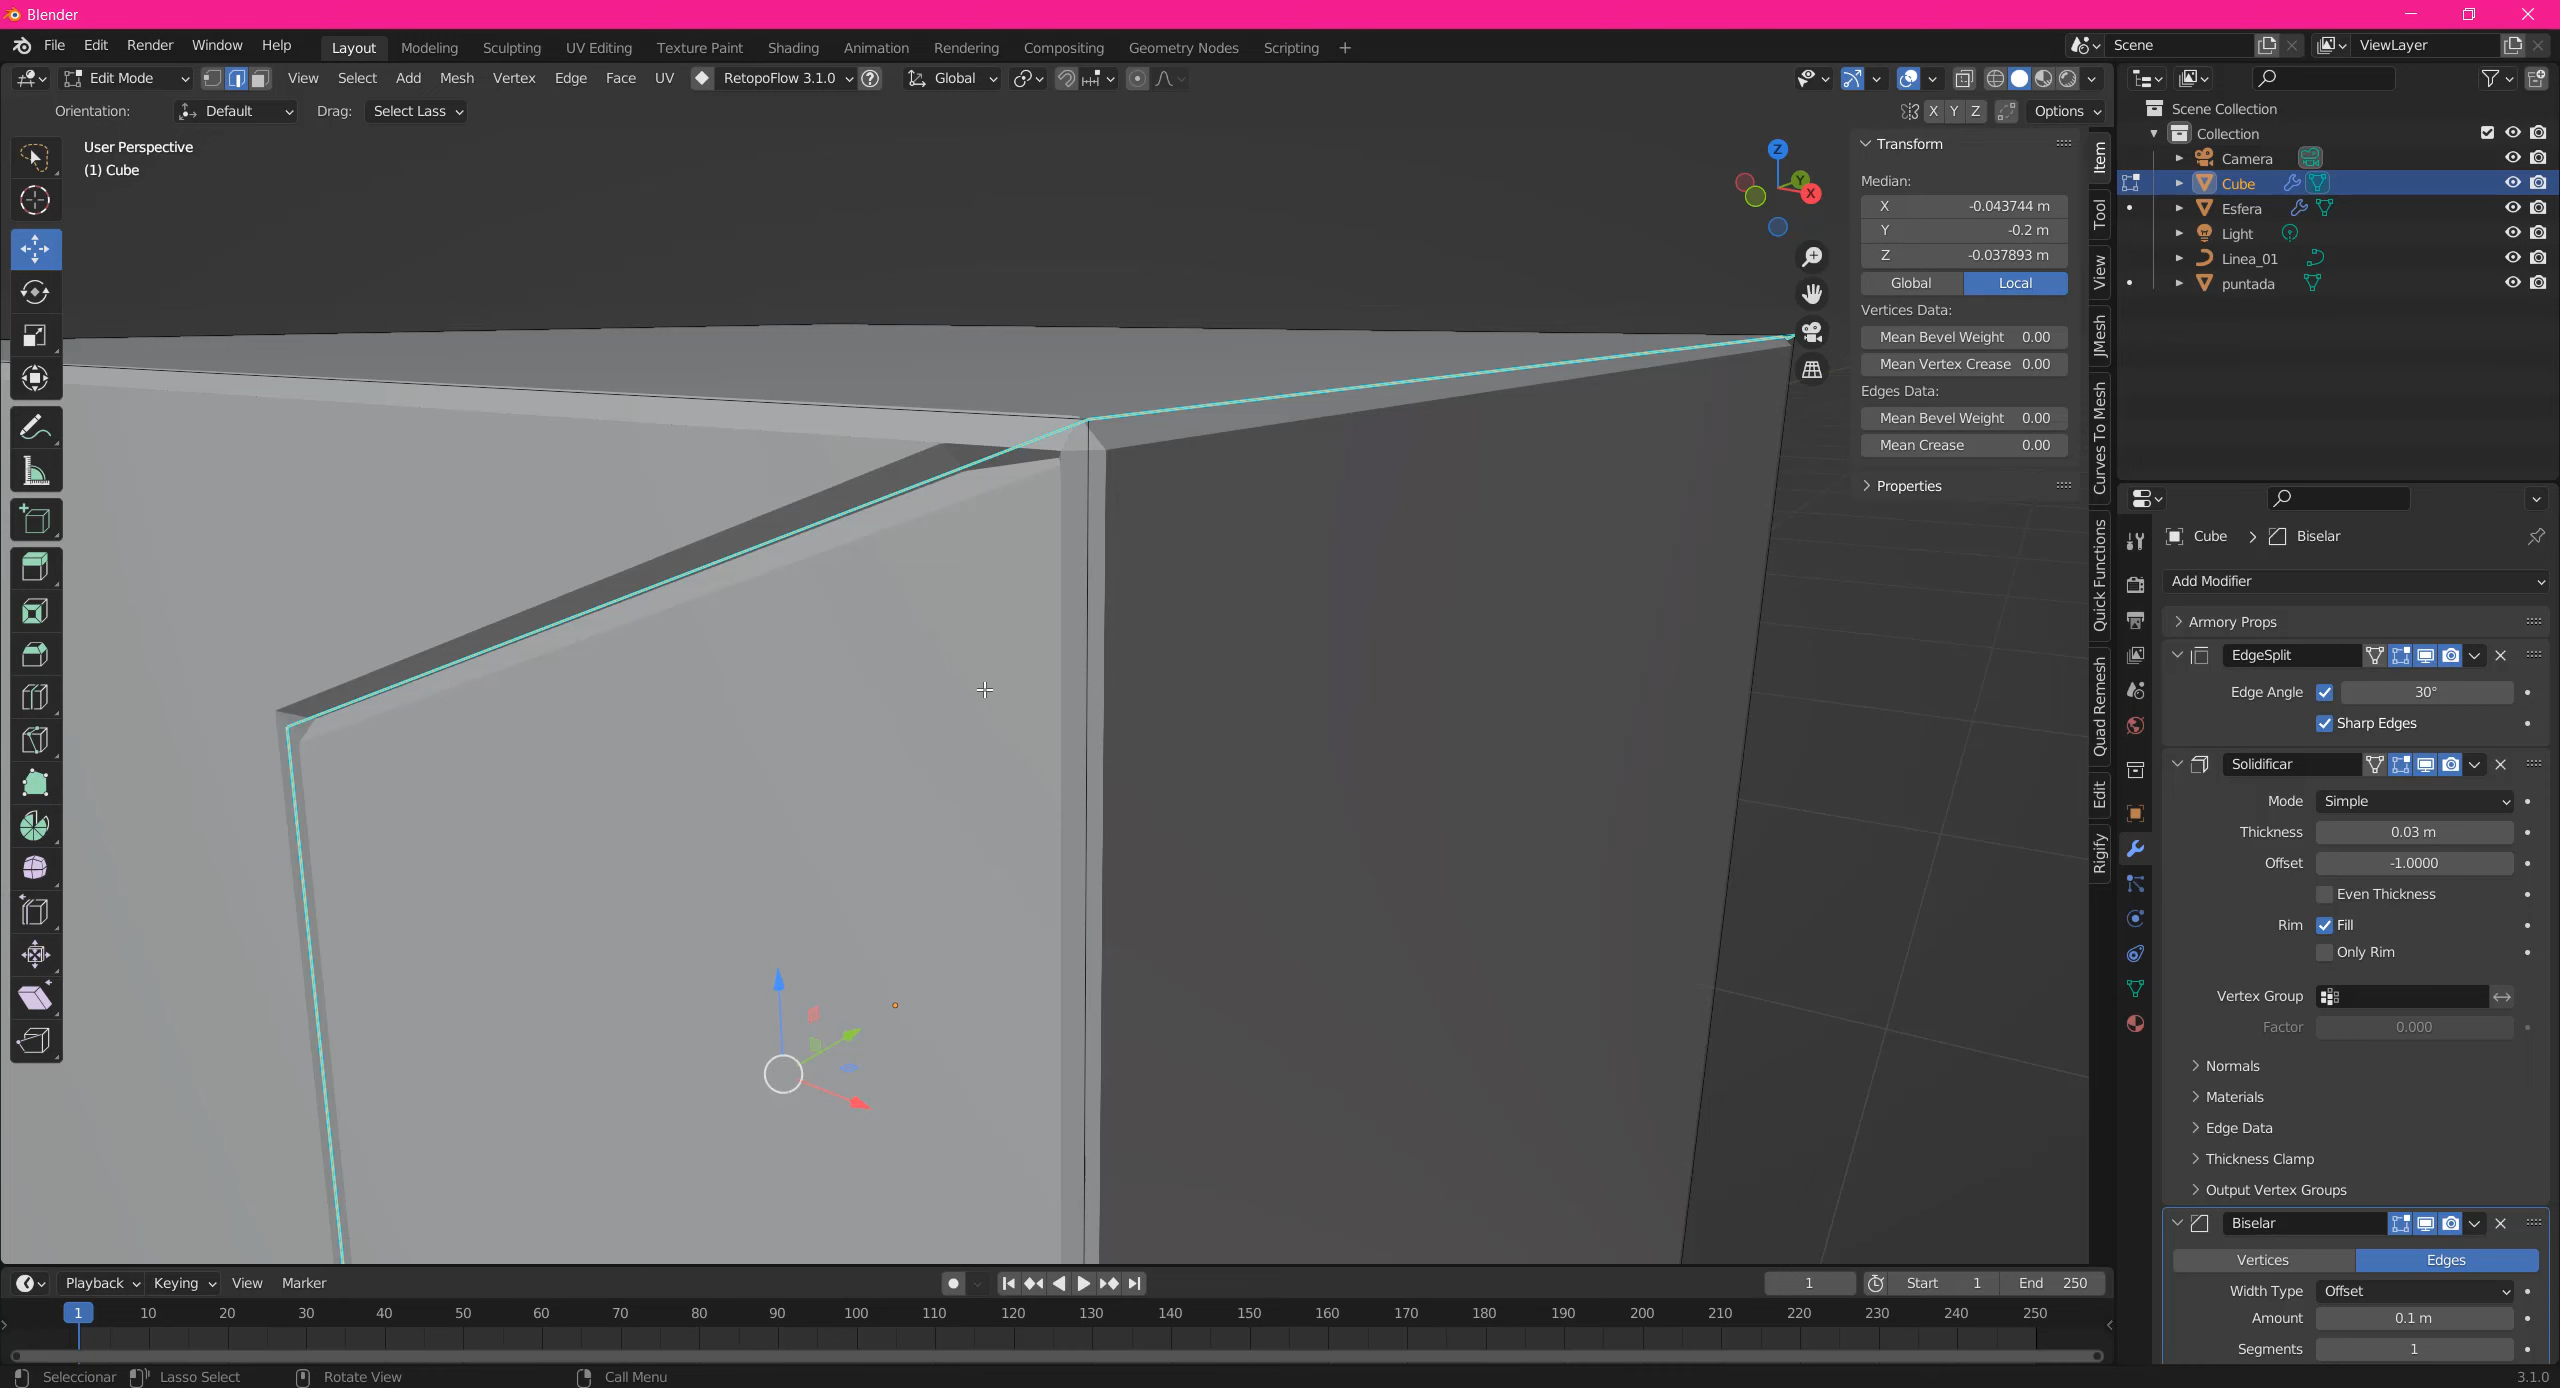 Blender
File Edit Render Window Help Layout Modeling Sculpting UV Editing Texture Paint Shading Animation Rendering Compositing Geometry Nodes Scripting + Scene ViewLayer
Edit Mode View Select Add Mesh Vertex Edge Face UV RetopoFlow 3.1.0 Global
Orientation: Default Drag: Select Lass X Y Z Options
User Perspective
(1) Cube
Z
Y
X
Transform
Median:
X -0.043744 m
Y -0.2 m
Z -0.037893 m
Global Local
Vertices Data:
Mean Bevel Weight 0.00
Mean Vertex Crease 0.00
Edges Data:
Mean Bevel Weight 0.00
Mean Crease 0.00
Properties
Item
Tool
View
JMesh
Curves To Mesh
Quick Functions
Quad Remesh
Edit
Rigify
Scene Collection
Collection
Camera
Cube
Esfera
Light
Linea_01
puntada
Cube Biselar
Add Modifier
Armory Props
EdgeSplit
Edge Angle 30°
Sharp Edges
Solidificar
Mode Simple
Thickness 0.03 m
Offset -1.0000
Even Thickness
Rim Fill
Only Rim
Vertex Group
Factor 0.000
Normals
Materials
Edge Data
Thickness Clamp
Output Vertex Groups
Biselar
Vertices Edges
Width Type Offset
Amount 0.1 m
Segments 1
Playback Keying View Marker 1 Start 1 End 250
1 10 20 30 40 50 60 70 80 90 100 110 120 130 140 150 160 170 180 190 200 210 220 230 240 250
Seleccionar Lasso Select Rotate View Call Menu 3.1.0